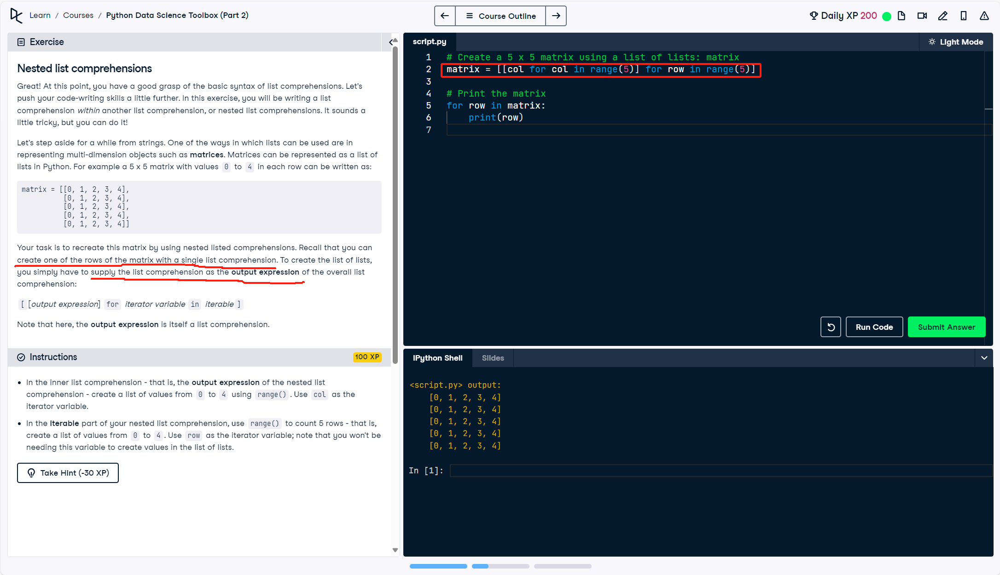 Learn / Courses / Python Data Science Toolbox (Part 2)
Course Outline
Daily XP 200
Exercise
Nested list comprehensions
Great! At this point, you have a good grasp of the basic syntax of list comprehensions. Let's
push your code-writing skills a little further. In this exercise, you will be writing a list
comprehension within another list comprehension, or nested list comprehensions. It sounds a
little tricky, but you can do it!
Let's step aside for a while from strings. One of the ways in which lists can be used are in
representing multi-dimension objects such as matrices. Matrices can be represented as a list of
lists in Python. For example a 5 x 5 matrix with values 0 to 4 in each row can be written as:
matrix = [[0, 1, 2, 3, 4],
[0, 1, 2, 3, 4],
[0, 1, 2, 3, 4],
[0, 1, 2, 3, 4],
[0, 1, 2, 3, 4]]
Your task is to recreate this matrix by using nested listed comprehensions. Recall that you can
create one of the rows of the matrix with a single list comprehension. To create the list of lists,
you simply have to supply the list comprehension as the output expression of the overall list
comprehension:
[ [output expression] for iterator variable in iterable ]
Note that here, the output expression is itself a list comprehension.
Instructions
100 XP
In the inner list comprehension - that is, the output expression of the nested list
comprehension - create a list of values from 0 to 4 using range() . Use col as the
iterator variable.
In the iterable part of your nested list comprehension, use range() to count 5 rows - that is,
create a list of values from 0 to 4 . Use row as the iterator variable; note that you won't be
needing this variable to create values in the list of lists.
Take Hint (-30 XP)
script.py
Light Mode
1 # Create a 5 x 5 matrix using a list of lists: matrix
2 matrix = [[col for col in range(5)] for row in range(5)]
3
4 # Print the matrix
5 for row in matrix:
6 print(row)
7
Run Code
Submit Answer
IPython Shell
Slides
<script.py> output:
[0, 1, 2, 3, 4]
[0, 1, 2, 3, 4]
[0, 1, 2, 3, 4]
[0, 1, 2, 3, 4]
[0, 1, 2, 3, 4]
In [1]: